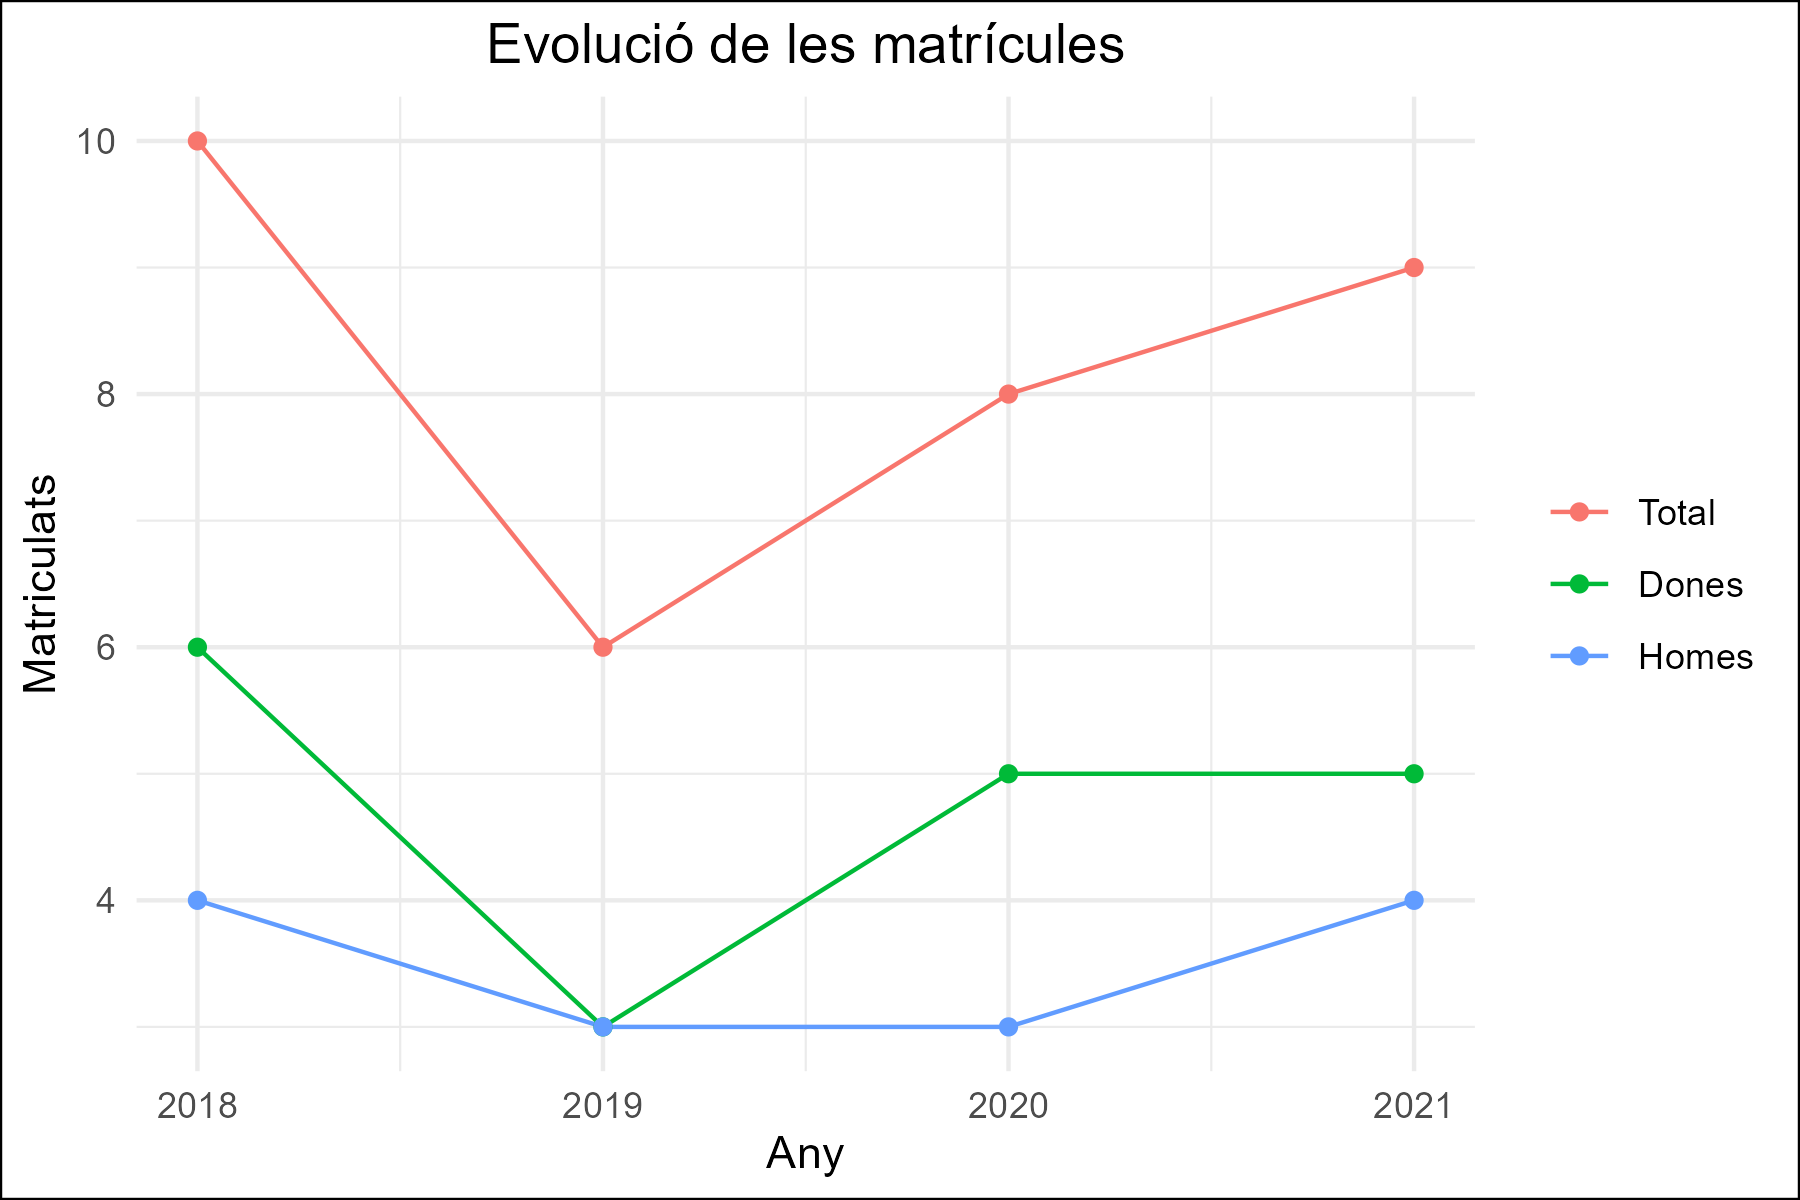 Evolució de les matrícules
10
8
6
4
Matriculats
2018 2019 2020 2021
Any
Total
Dones
Homes